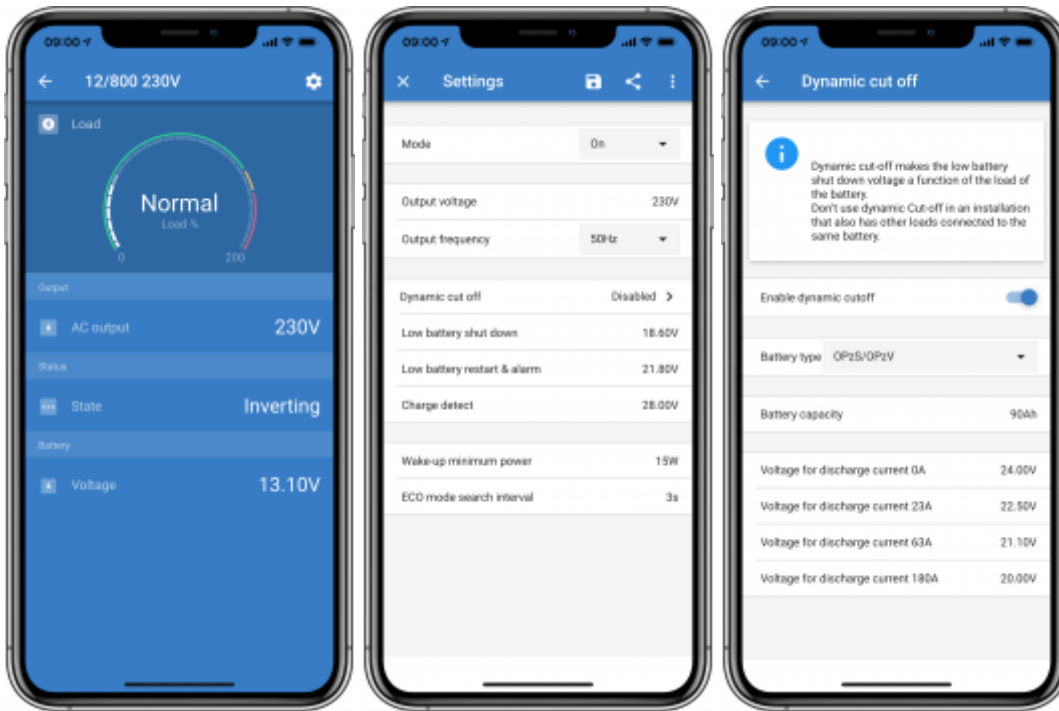 09:00
12/800 230V
Load
Normal
Load %
0
200
Output
AC output
230V
Status
State
Inverting
Battery
Voltage
13.10V
09:00
Settings
Mode
On
Output voltage
230V
Output frequency
50Hz
Dynamic cut off
Disabled
Low battery shut down
18.60V
Low battery restart & alarm
21.80V
Charge detect
28.00V
Wake-up minimum power
15W
ECO mode search interval
3s
09:00
Dynamic cut off
Dynamic cut-off makes the low battery
shut down voltage a function of the load of
the battery.
Don't use dynamic Cut-off in an installation
that also has other loads connected to the
same battery.
Enable dynamic cutoff
Battery type
OPzS/OPzV
Battery capacity
90Ah
Voltage for discharge current 0A
24.00V
Voltage for discharge current 23A
22.50V
Voltage for discharge current 63A
21.10V
Voltage for discharge current 180A
20.00V